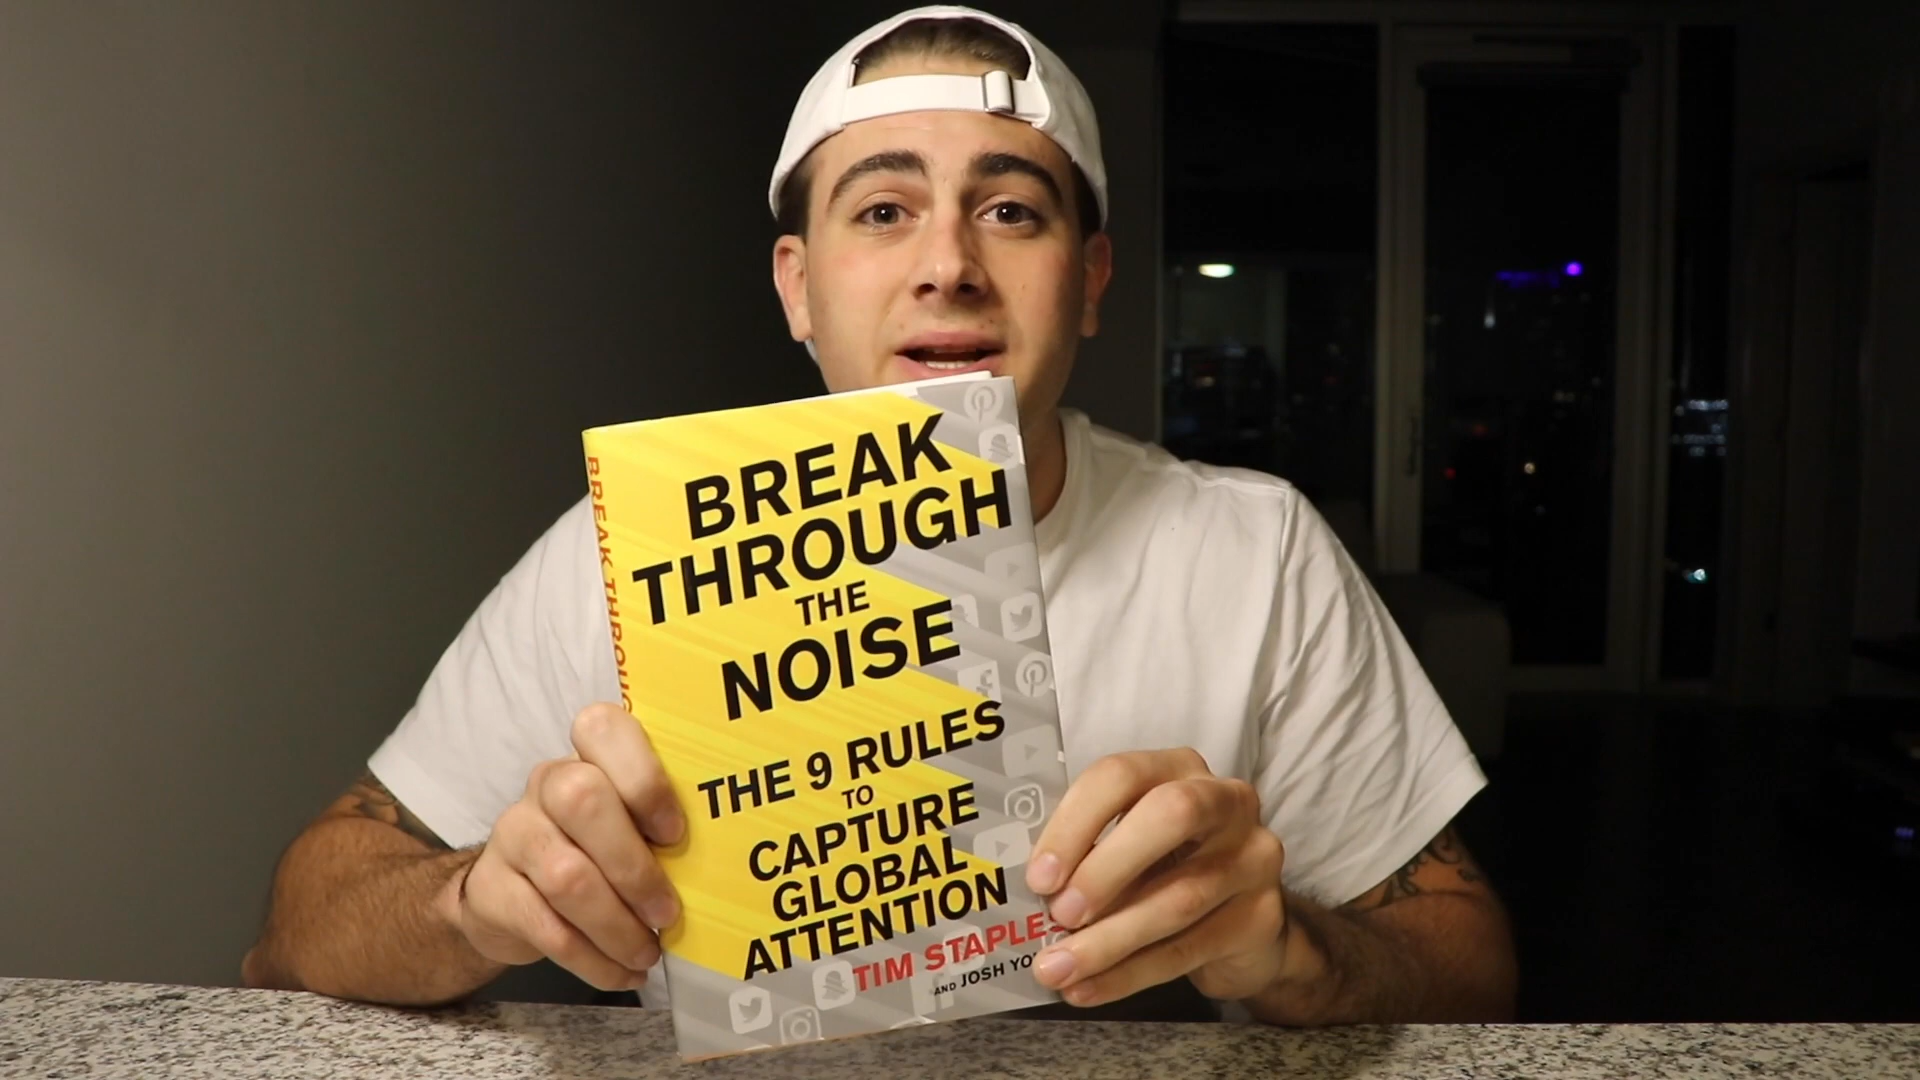 BREAK
THROUGH
THE
NOISE
THE 9 RULES
TO
CAPTURE
GLOBAL
ATTENTION
TIM STAPLES
AND JOSH
BREAK THROUG